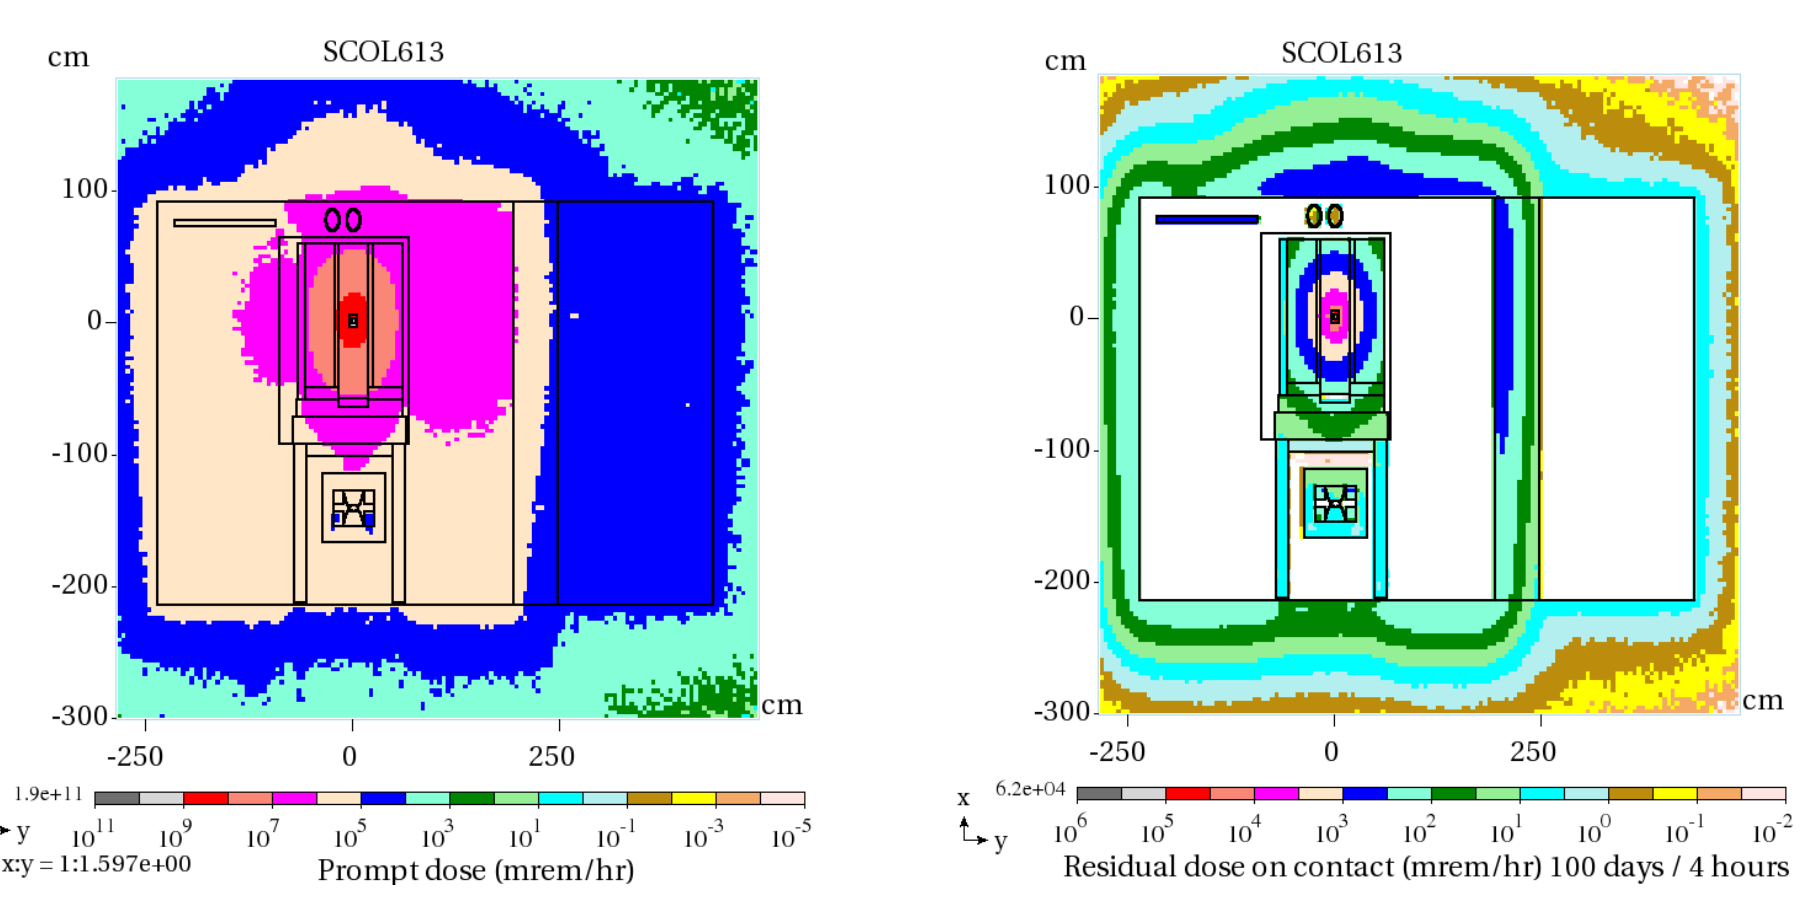 cm
SCOL613
100
0
-100
-200
-300
cm
-250 0 250
1.9e+11
10^11 10^9 10^7 10^5 10^3 10^1 10^-1 10^-3 10^-5
y
x:y = 1:1.597e+00
Prompt dose (mrem/hr)
cm
SCOL613
100
0
-100
-200
-300
cm
-250 0 250
x
6.2e+04
y
10^6 10^5 10^4 10^3 10^2 10^1 10^0 10^-1 10^-2
Residual dose on contact (mrem/hr) 100 days / 4 hours